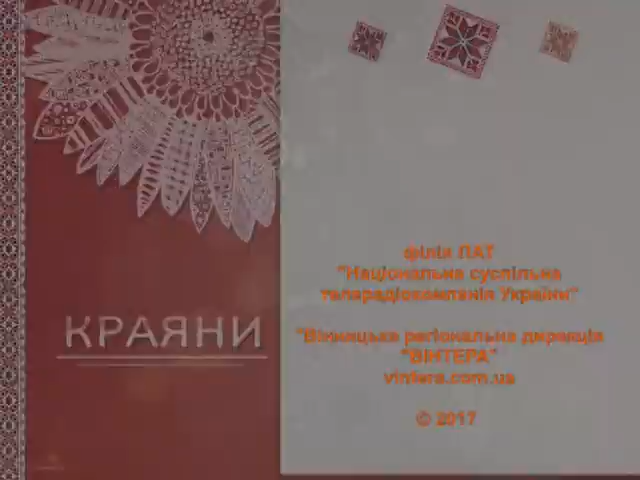 КРАЯНИ
філія ПАТ
"Національна суспільна
телерадіокомпанія України"
"Вінницька регіональна дирекція
"ВІНТЕРА"
vintera.com.ua
© 2017